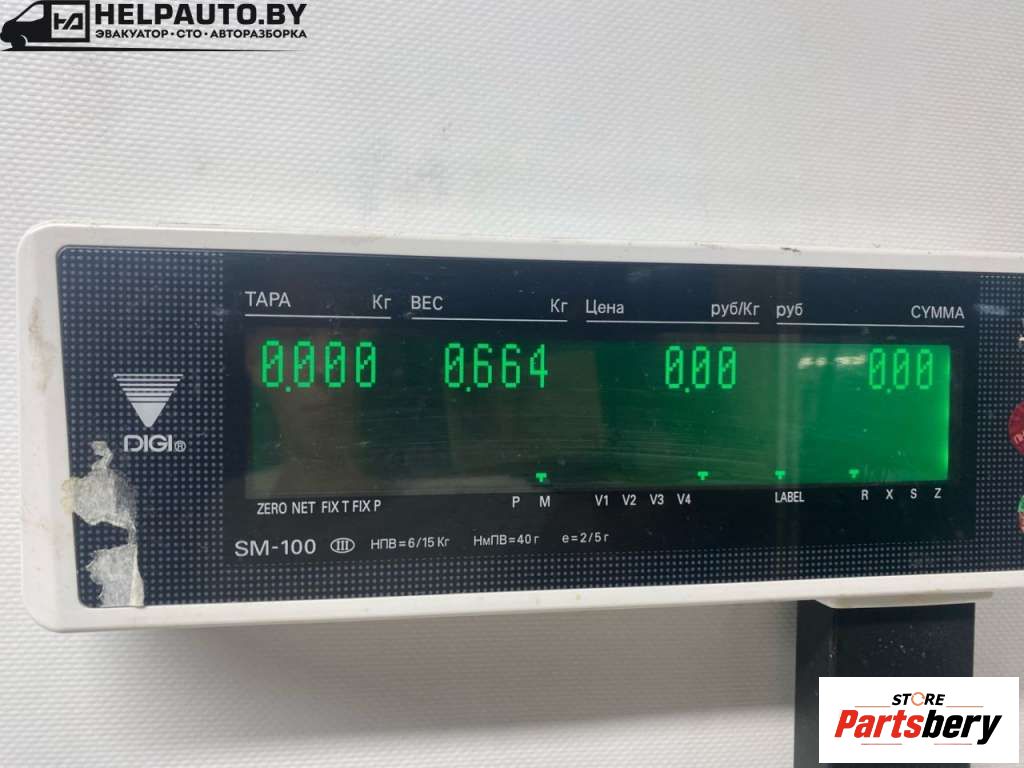 HELPAUTO.BY
ЭВАКУАТОР • СТО • АВТОРАЗБОРКА
ТАРА Кг ВЕС Кг Цена руб/Кг руб СУММА
0.000 0.664 0.00 0.00
DIGI®
ZERO NET FIX T FIX P P M V1 V2 V3 V4 LABEL R X S Z
SM-100 III НПВ=6/15 Кг НмПВ=40 г e=2/5 г
STORE
Partsbery